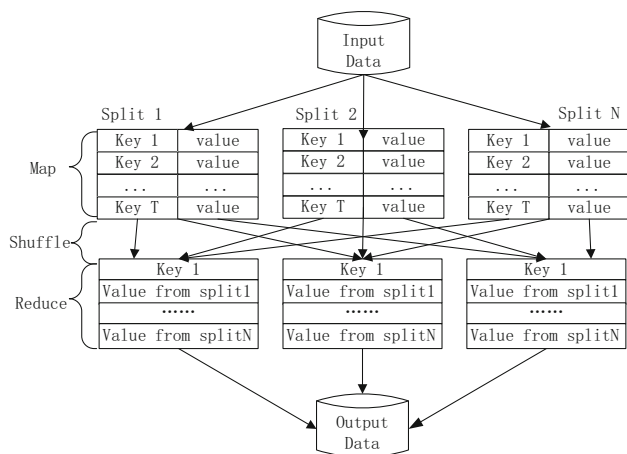 Input
Data
Split 1 Split 2 Split N
Map
Key 1 value Key 1 value Key 1 value
Key 2 value Key 2 value Key 2 value
... ... ... ... ... ...
Key T value Key T value Key T value
Shuffle
Reduce
Key 1 Key 1 Key 1
Value from split1 Value from split1 Value from split1
...... ...... ......
Value from splitN Value from splitN Value from splitN
Output
Data